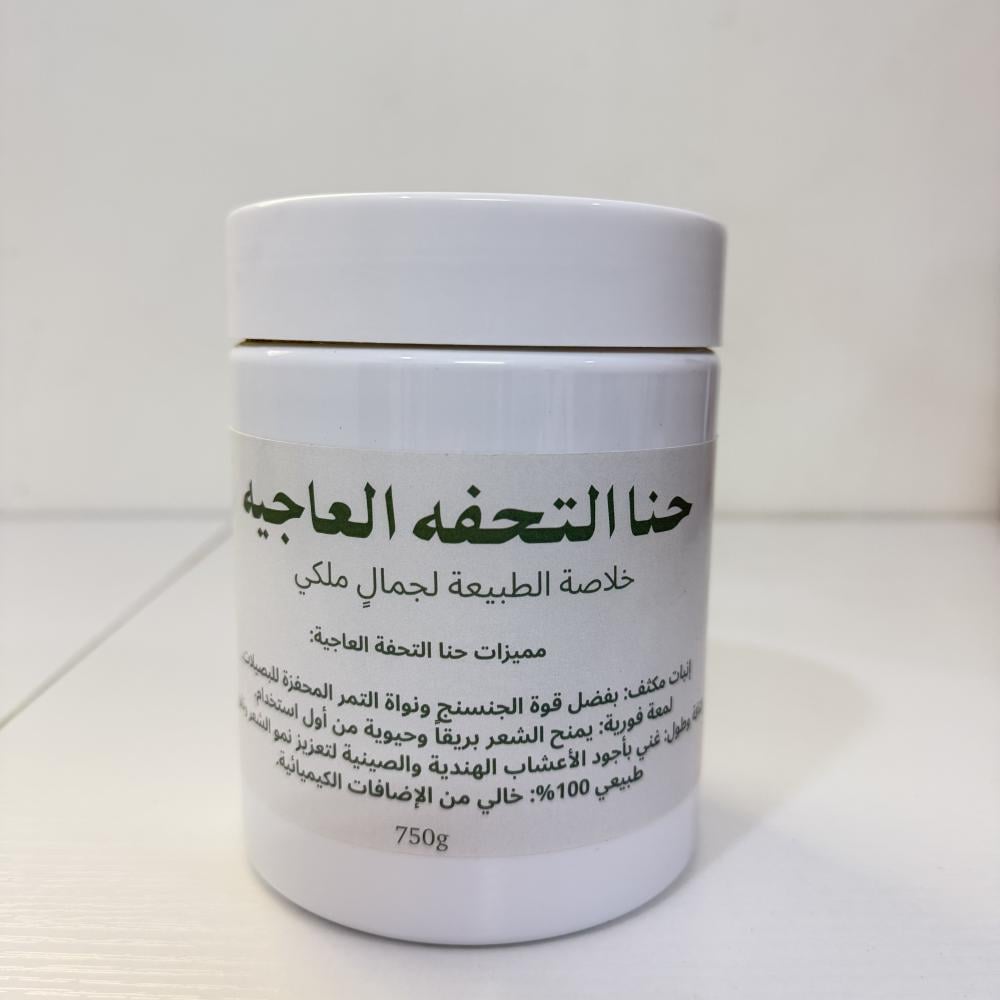 حنا التحفه العاجيه
خلاصة الطبيعة لجمالٍ ملكي
مميزات حنا التحفة العاجية:
إنبات مكثف: بفضل قوة الجنسنج ونواة التمر المحفزة للبصيلات.
لمعة فورية: يمنح الشعر بريقاً وحيوية من أول استخدام.
وطول: غني بأجود الأعشاب الهندية والصينية لتعزيز نمو الشعر
طبيعي 100%: خالي من الإضافات الكيميائية.
750g